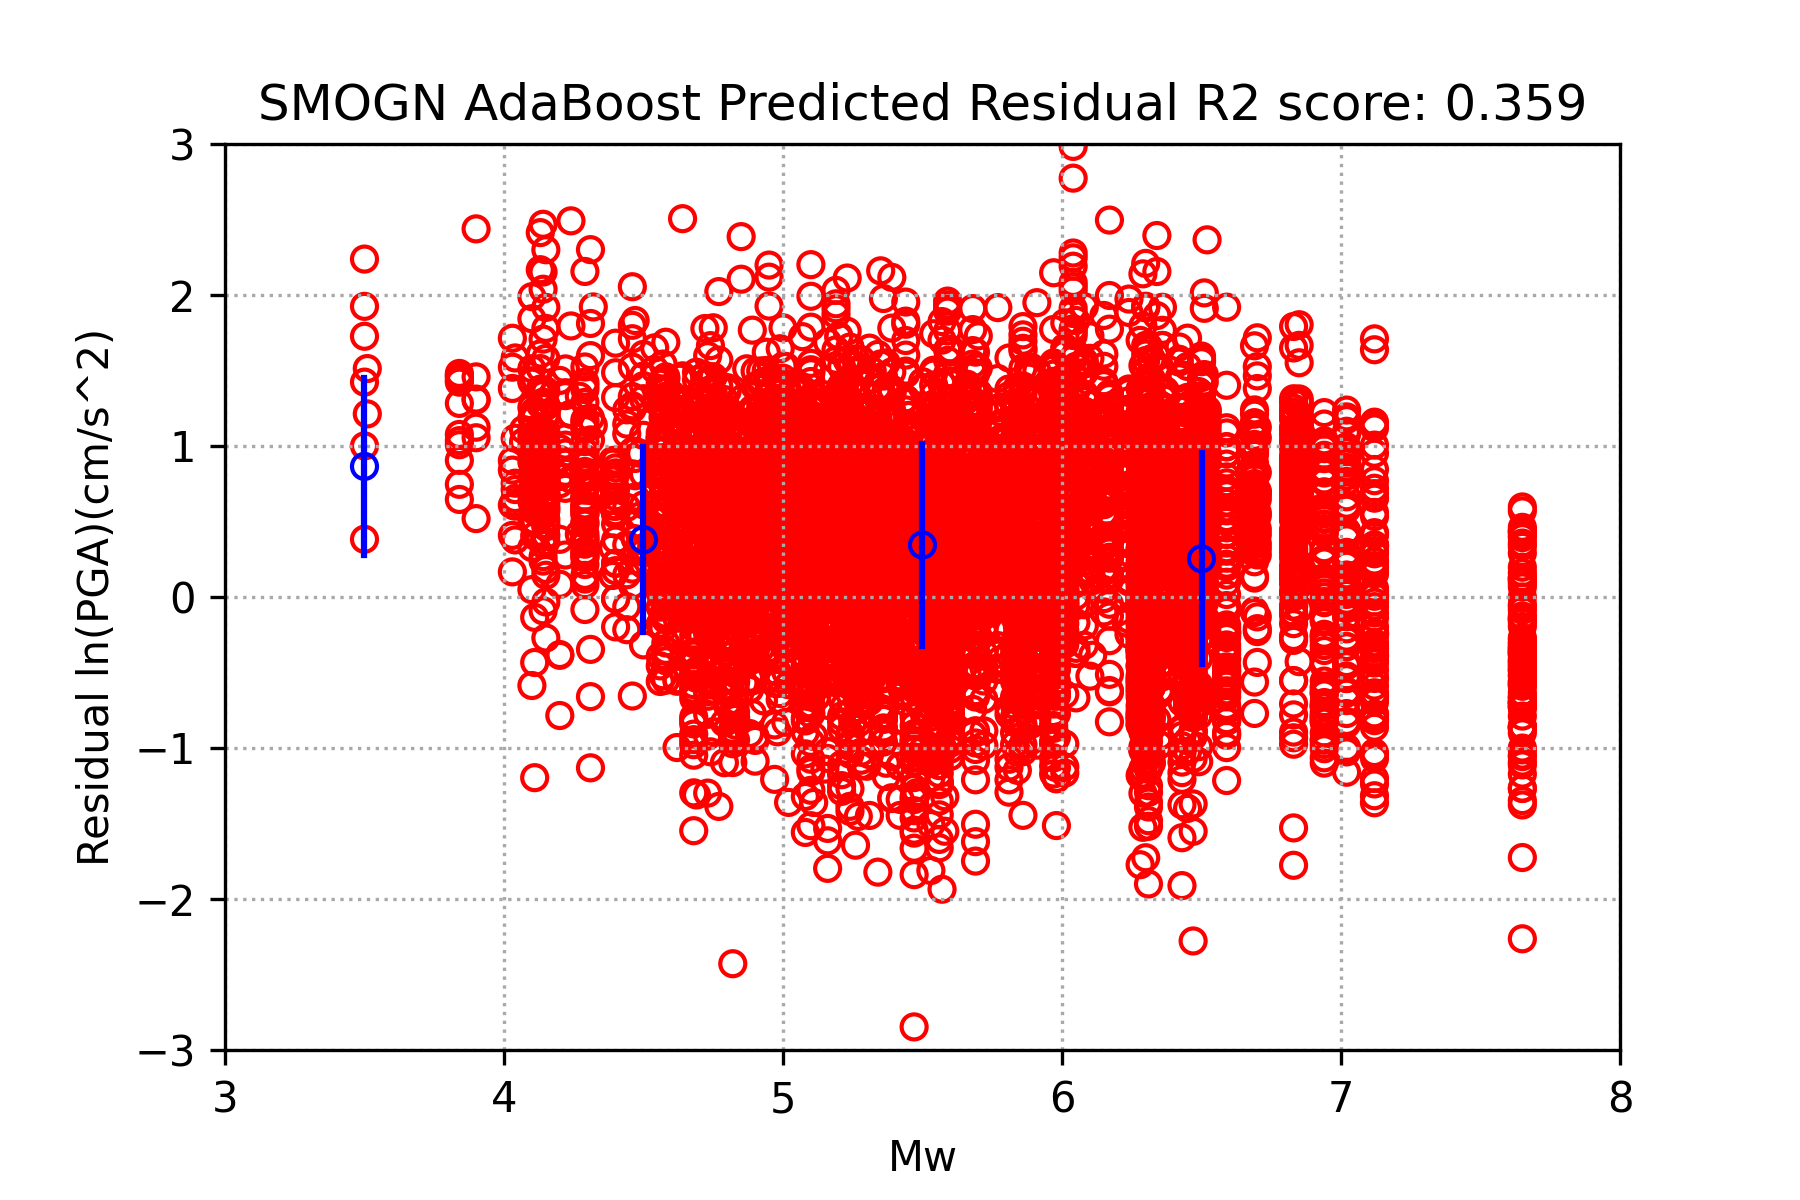 SMOGN AdaBoost Predicted Residual R2 score: 0.359
Residual ln(PGA)(cm/s^2)
3
2
1
0
−1
−2
−3
3 4 5 6 7 8
Mw